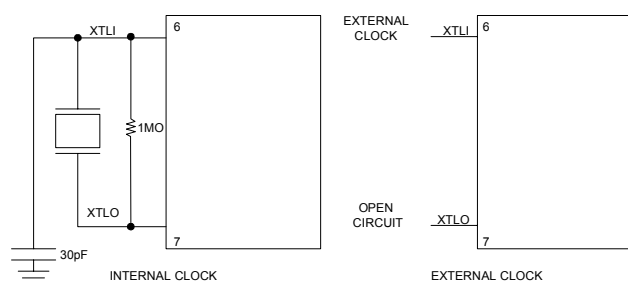 XTLI
6
1MO
XTLO
7
30pF
INTERNAL CLOCK
EXTERNAL
CLOCK
XTLI
6
OPEN
CIRCUIT
XTLO
7
EXTERNAL CLOCK